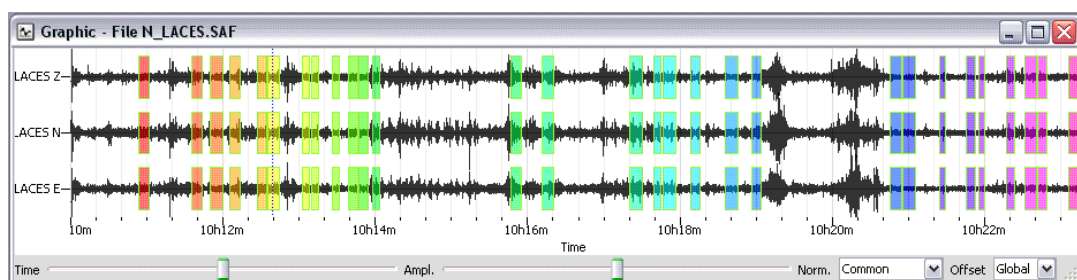 Graphic - File N_LACES.SAF
LACES Z
LACES N
LACES E
10m 10h12m 10h14m 10h16m 10h18m 10h20m 10h22m
Time
Time Ampl. Norm. Common Offset Global